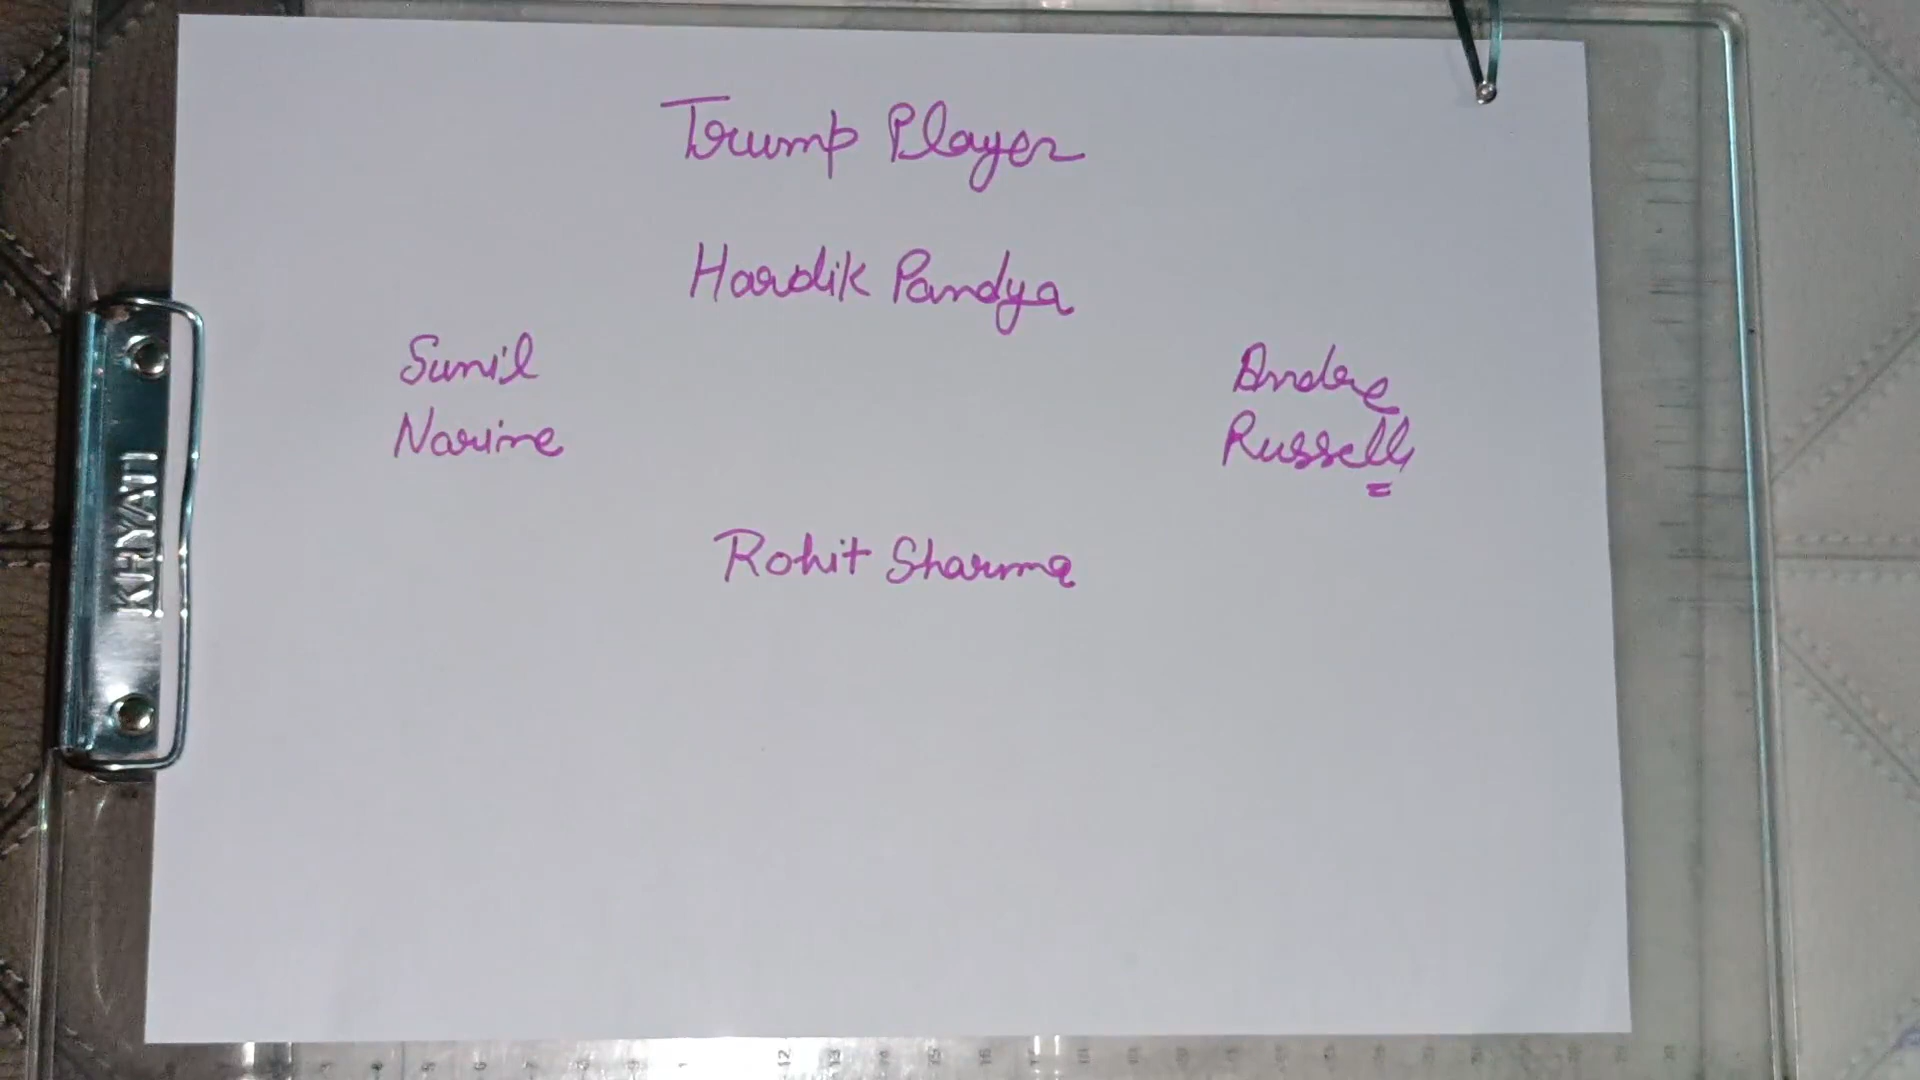 Trump Player
Hardik Pandya
Sunil
Narine
Andre
Russell
Rohit Sharma
KHYATI